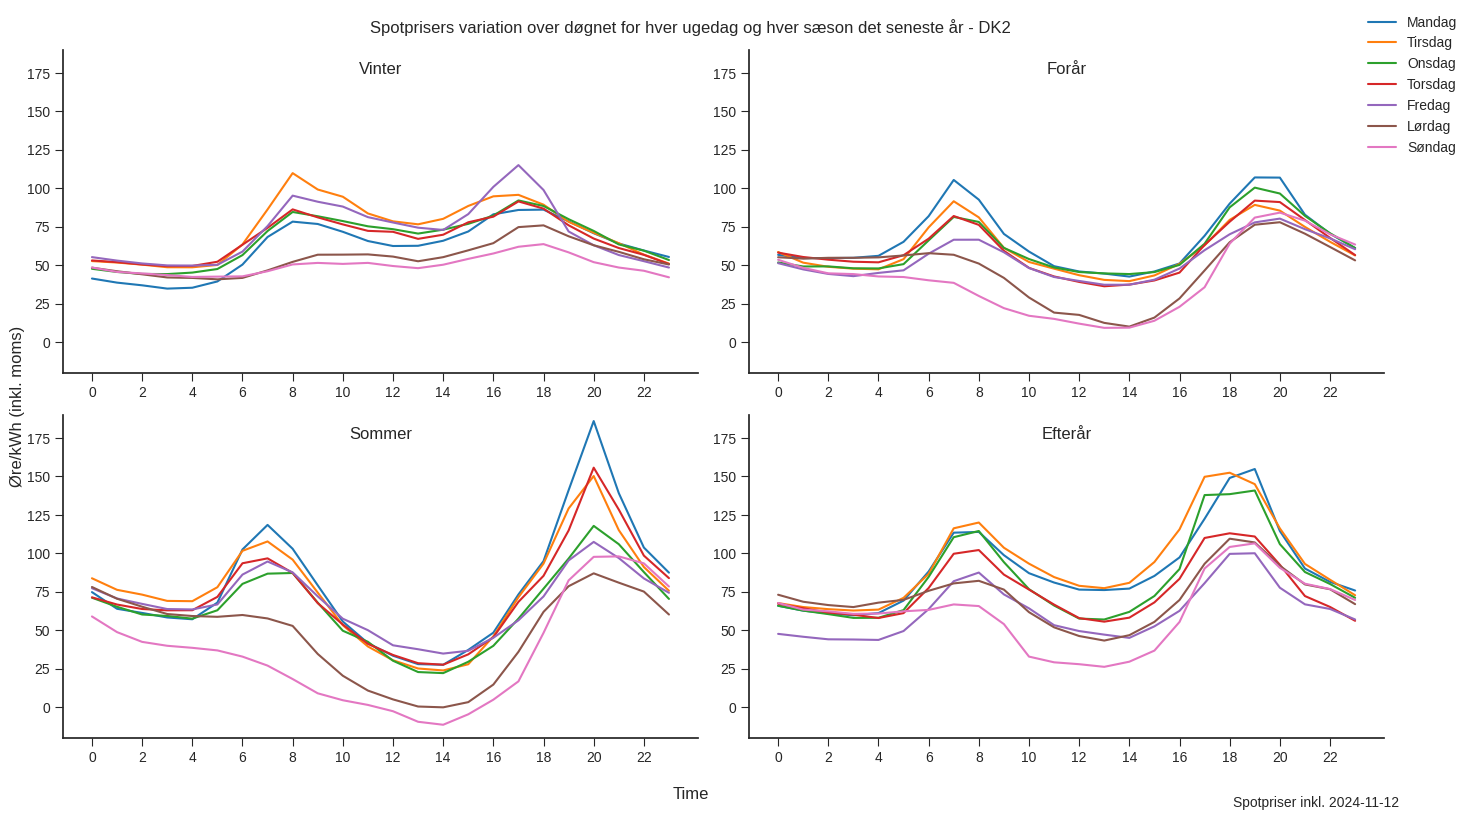 Spotprisers variation over døgnet for hver ugedag og hver sæson det seneste år - DK2
Mandag
Tirsdag
Onsdag
Torsdag
Fredag
Lørdag
Søndag
Øre/kWh (inkl. moms)
Vinter
175
150
125
100
75
50
25
0
0 2 4 6 8 10 12 14 16 18 20 22
Forår
175
150
125
100
75
50
25
0
0 2 4 6 8 10 12 14 16 18 20 22
Sommer
175
150
125
100
75
50
25
0
0 2 4 6 8 10 12 14 16 18 20 22
Efterår
175
150
125
100
75
50
25
0
0 2 4 6 8 10 12 14 16 18 20 22
Time
Spotpriser inkl. 2024-11-12